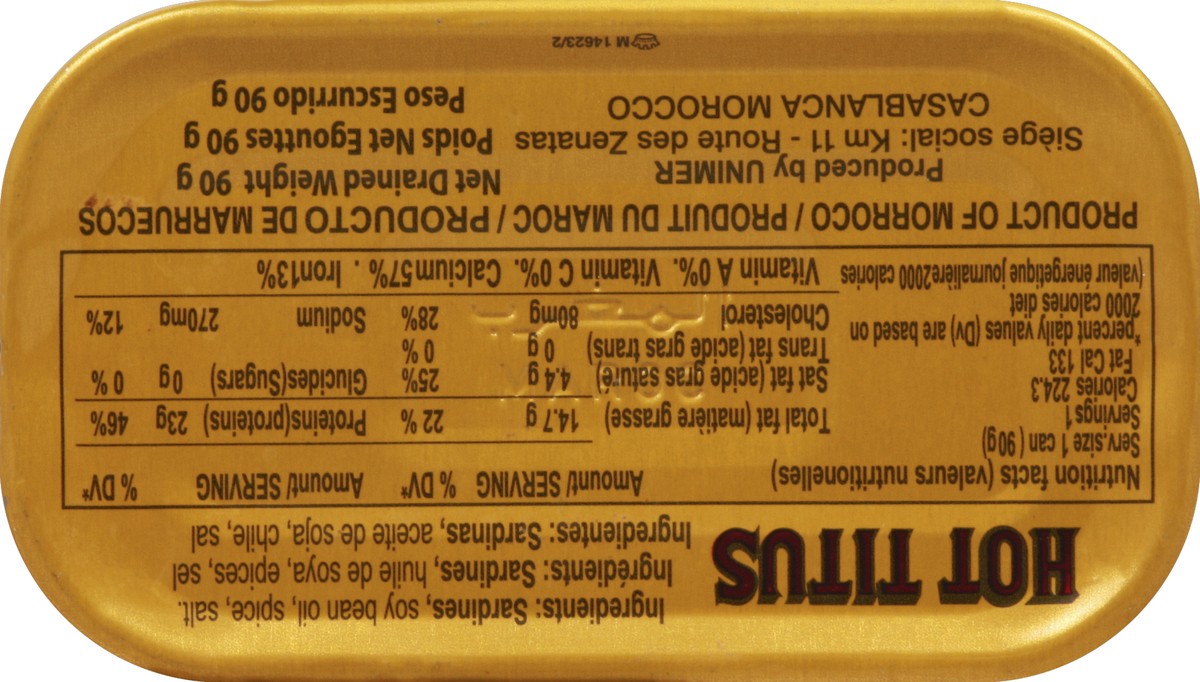 HOT TITUS
Ingredients: Sardines, soy bean oil, spice, salt.
Ingrédients: Sardines, huile de soya, épices, sel
Ingredientes: Sardinas, aceite de soja, chile, sal
Nutrition facts (valeurs nutritionelles)
Serv.size 1 can ( 90g)
Servings 1
Calories 224.3
Fat Cal 133
*percent daily values (Dv) are based on
2000 calories diet
(valeur énergétique journalière2000 calories
Amount/ SERVING % DV* Amount/ SERVING % DV*
Total fat (matière grasse) 14.7 g 22 % Proteins(proteins) 23g 46%
Sat fat (acide gras saturé) 4.4 g 25% Glucides(Sugars) 0g 0 %
Trans fat (acide gras trans) 0 g 0 %
Cholesterol 80mg 28% Sodium 270mg 12%
Vitamin A 0 %. Vitamin C 0%. Calcium57% . Iron13%
المغرب
MAROC
PRODUCT OF MORROCO / PRODUIT DU MAROC / PRODUCTO DE MARRUECOS
Produced by UNIMER
Siège social: Km 11 - Route des Zenatas
CASABLANCA MOROCCO
Net Drained Weight 90 g
Poids Net Egouttes 90 g
Peso Escurrido 90 g
M 14623/2